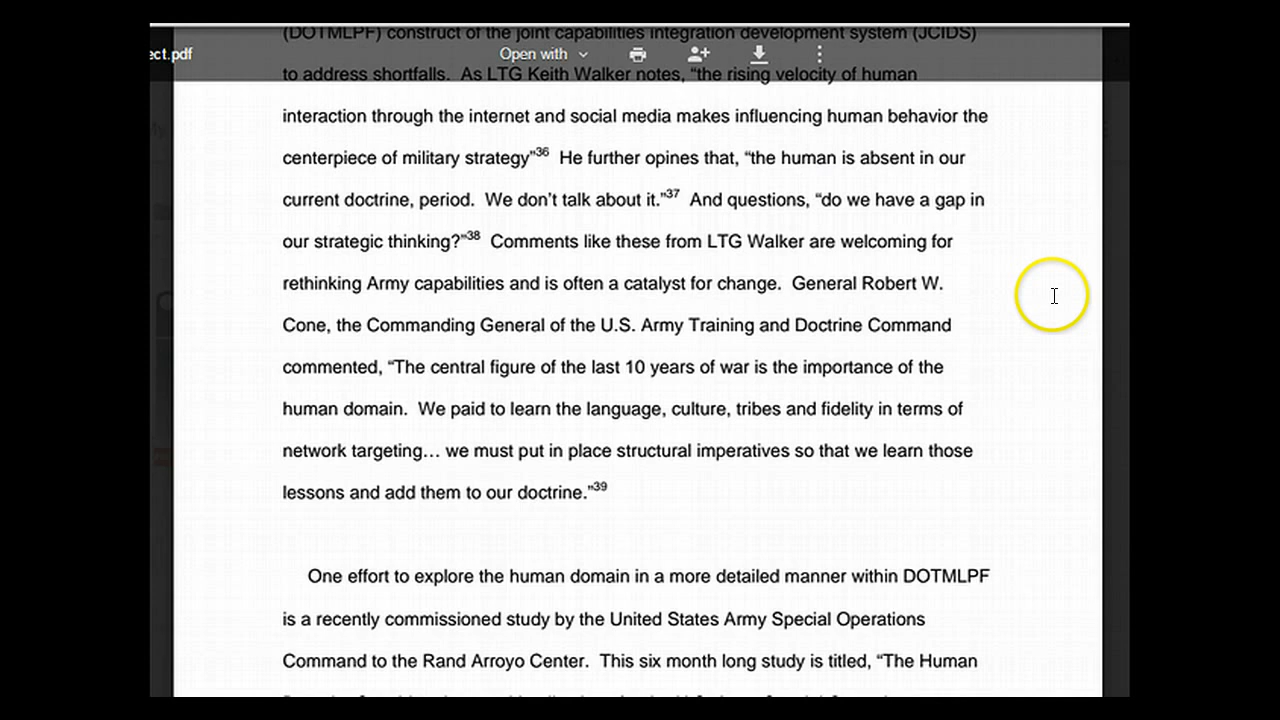 (DOTMLPF) construct of the joint capabilities integration development system (JCIDS)
ect.pdf Open with
to address shortfalls.  As LTG Keith Walker notes, “the rising velocity of human
interaction through the internet and social media makes influencing human behavior the
centerpiece of military strategy”36  He further opines that, “the human is absent in our
current doctrine, period.  We don’t talk about it.”37  And questions, “do we have a gap in
our strategic thinking?”38  Comments like these from LTG Walker are welcoming for
rethinking Army capabilities and is often a catalyst for change.  General Robert W.
Cone, the Commanding General of the U.S. Army Training and Doctrine Command
commented, “The central figure of the last 10 years of war is the importance of the
human domain.  We paid to learn the language, culture, tribes and fidelity in terms of
network targeting… we must put in place structural imperatives so that we learn those
lessons and add them to our doctrine.”39
One effort to explore the human domain in a more detailed manner within DOTMLPF
is a recently commissioned study by the United States Army Special Operations
Command to the Rand Arroyo Center.  This six month long study is titled, “The Human